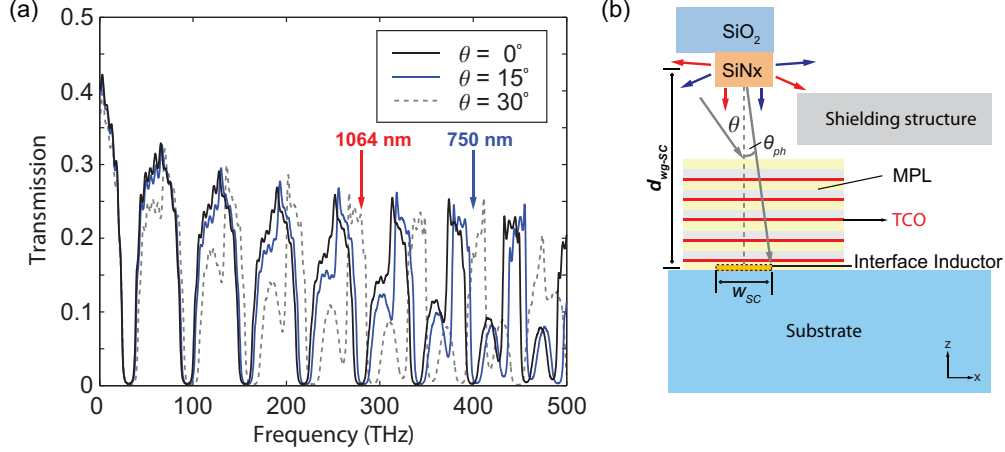 (a)
0.5
0.4
0.3
0.2
0.1
0
Transmission
θ = 0°
θ = 15°
θ = 30°
1064 nm
750 nm
0
100
200
300
400
500
Frequency (THz)
(b)
SiO2
SiNx
Shielding structure
θ
θph
dwg-SC
MPL
TCO
Interface Inductor
wSC
Substrate
z
x